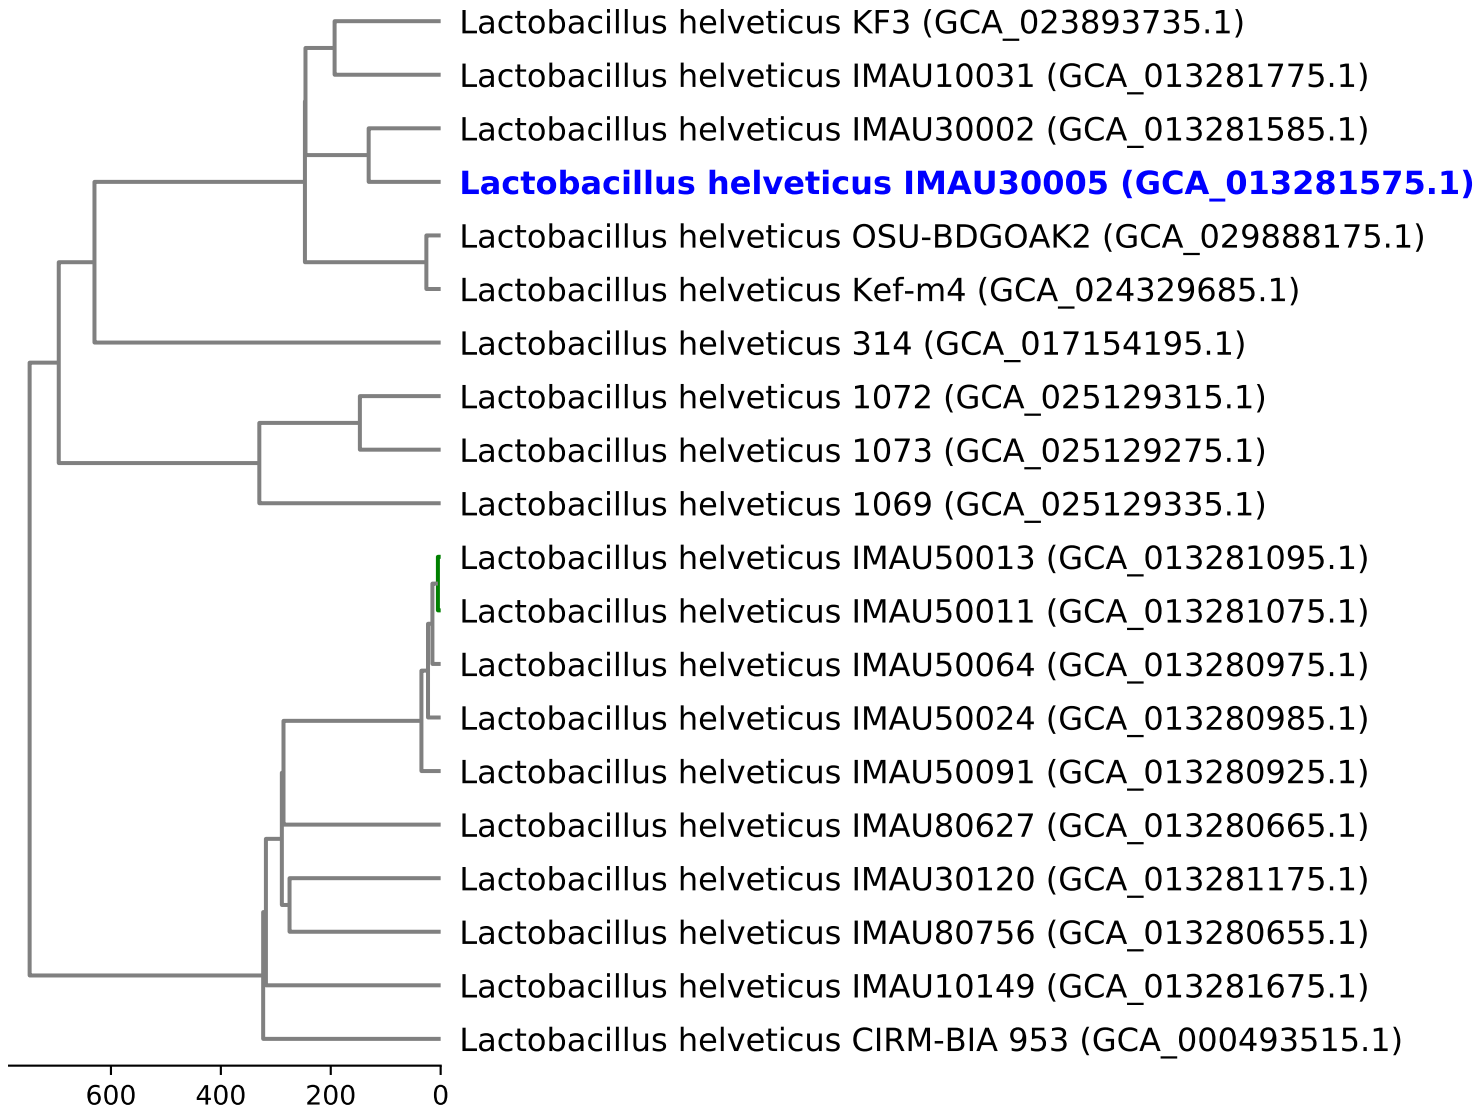 Lactobacillus helveticus KF3 (GCA_023893735.1)
Lactobacillus helveticus IMAU10031 (GCA_013281775.1)
Lactobacillus helveticus IMAU30002 (GCA_013281585.1)
Lactobacillus helveticus IMAU30005 (GCA_013281575.1)
Lactobacillus helveticus OSU-BDGOAK2 (GCA_029888175.1)
Lactobacillus helveticus Kef-m4 (GCA_024329685.1)
Lactobacillus helveticus 314 (GCA_017154195.1)
Lactobacillus helveticus 1072 (GCA_025129315.1)
Lactobacillus helveticus 1073 (GCA_025129275.1)
Lactobacillus helveticus 1069 (GCA_025129335.1)
Lactobacillus helveticus IMAU50013 (GCA_013281095.1)
Lactobacillus helveticus IMAU50011 (GCA_013281075.1)
Lactobacillus helveticus IMAU50064 (GCA_013280975.1)
Lactobacillus helveticus IMAU50024 (GCA_013280985.1)
Lactobacillus helveticus IMAU50091 (GCA_013280925.1)
Lactobacillus helveticus IMAU80627 (GCA_013280665.1)
Lactobacillus helveticus IMAU30120 (GCA_013281175.1)
Lactobacillus helveticus IMAU80756 (GCA_013280655.1)
Lactobacillus helveticus IMAU10149 (GCA_013281675.1)
Lactobacillus helveticus CIRM-BIA 953 (GCA_000493515.1)
600 400 200 0